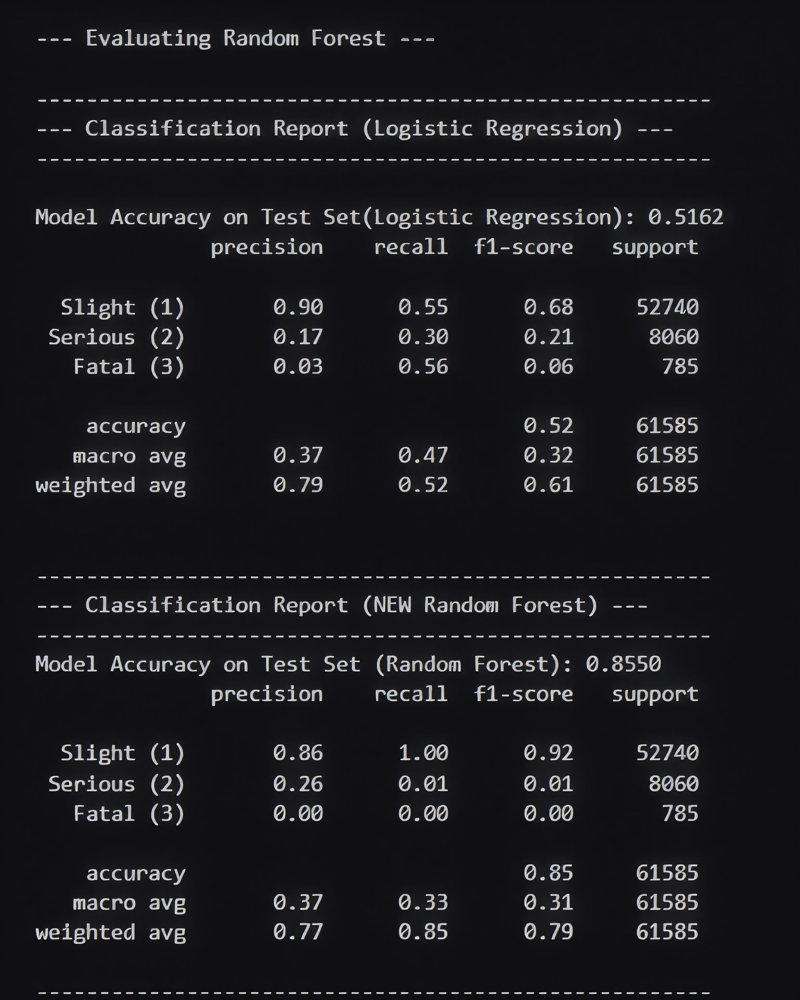 --- Evaluating Random Forest ---
------------------------------------------------------
--- Classification Report (Logistic Regression) ---
------------------------------------------------------
Model Accuracy on Test Set(Logistic Regression): 0.5162
              precision    recall  f1-score   support
  Slight (1)       0.90      0.55      0.68     52740
 Serious (2)       0.17      0.30      0.21      8060
   Fatal (3)       0.03      0.56      0.06       785
    accuracy                           0.52     61585
   macro avg       0.37      0.47      0.32     61585
weighted avg       0.79      0.52      0.61     61585
------------------------------------------------------
--- Classification Report (NEW Random Forest) ---
------------------------------------------------------
Model Accuracy on Test Set (Random Forest): 0.8550
              precision    recall  f1-score   support
  Slight (1)       0.86      1.00      0.92     52740
 Serious (2)       0.26      0.01      0.01      8060
   Fatal (3)       0.00      0.00      0.00       785
    accuracy                           0.85     61585
   macro avg       0.37      0.33      0.31     61585
weighted avg       0.77      0.85      0.79     61585
------------------------------------------------------